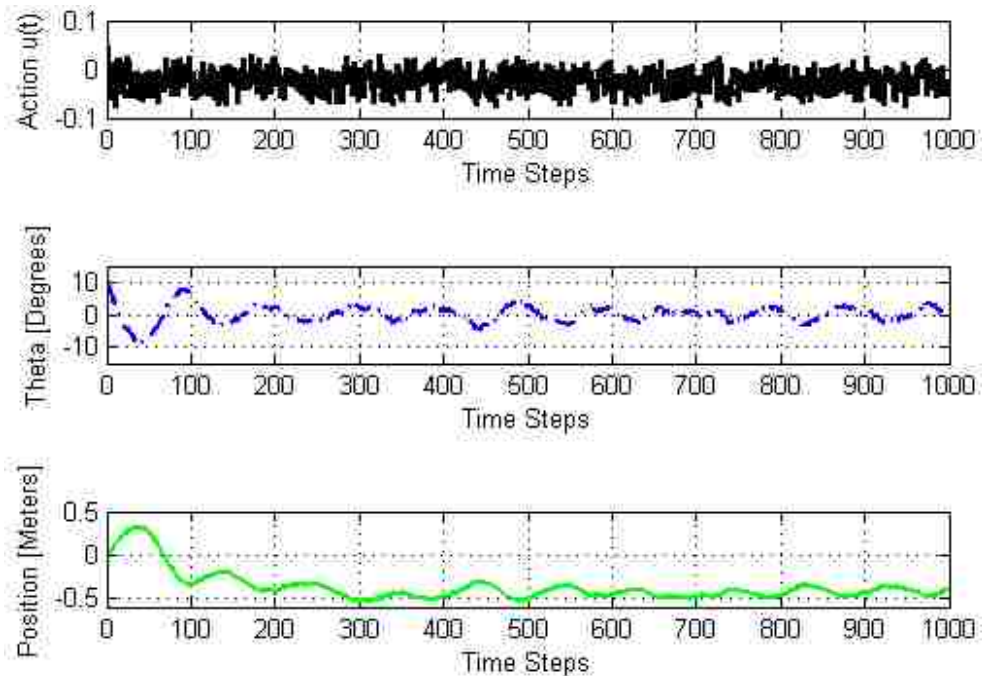 Action u(t)
0.1
0
-0.1
0 100 200 300 400 500 600 700 800 900 1000
Time Steps
Theta [Degrees]
10
0
-10
0 100 200 300 400 500 600 700 800 900 1000
Time Steps
Position [Meters]
0.5
0
-0.5
0 100 200 300 400 500 600 700 800 900 1000
Time Steps